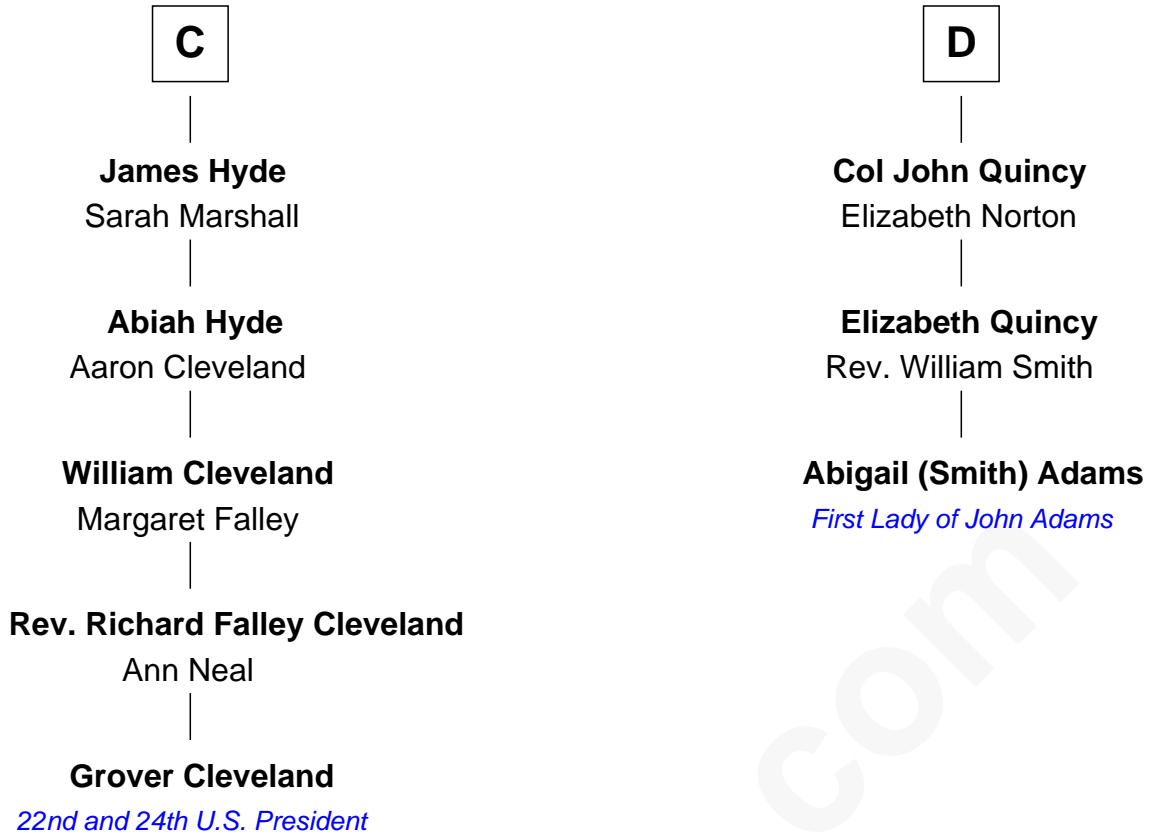 C
James Hyde
Sarah Marshall
Abiah Hyde
Aaron Cleveland
William Cleveland
Margaret Falley
Rev. Richard Falley Cleveland
Ann Neal
Grover Cleveland
22nd and 24th U.S. President
D
Col John Quincy
Elizabeth Norton
Elizabeth Quincy
Rev. William Smith
Abigail (Smith) Adams
First Lady of John Adams
com